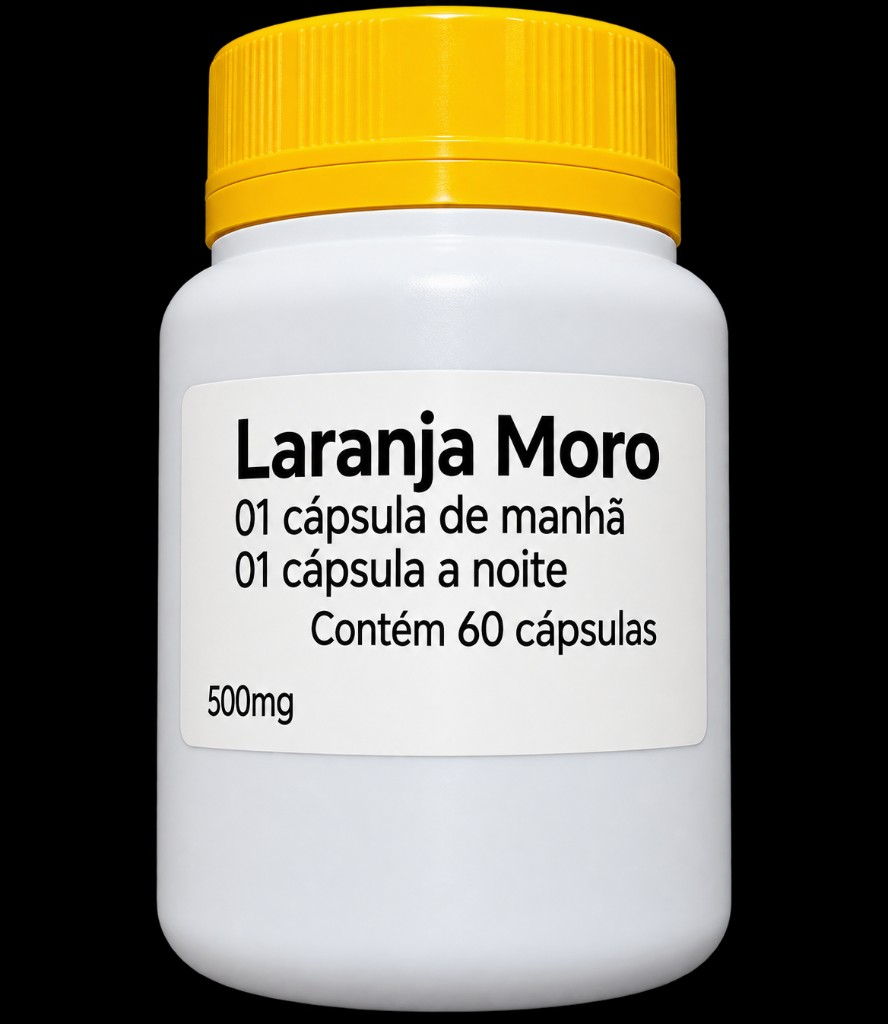 Laranja Moro
01 cápsula de manhã
01 cápsula a noite
Contém 60 cápsulas
500mg